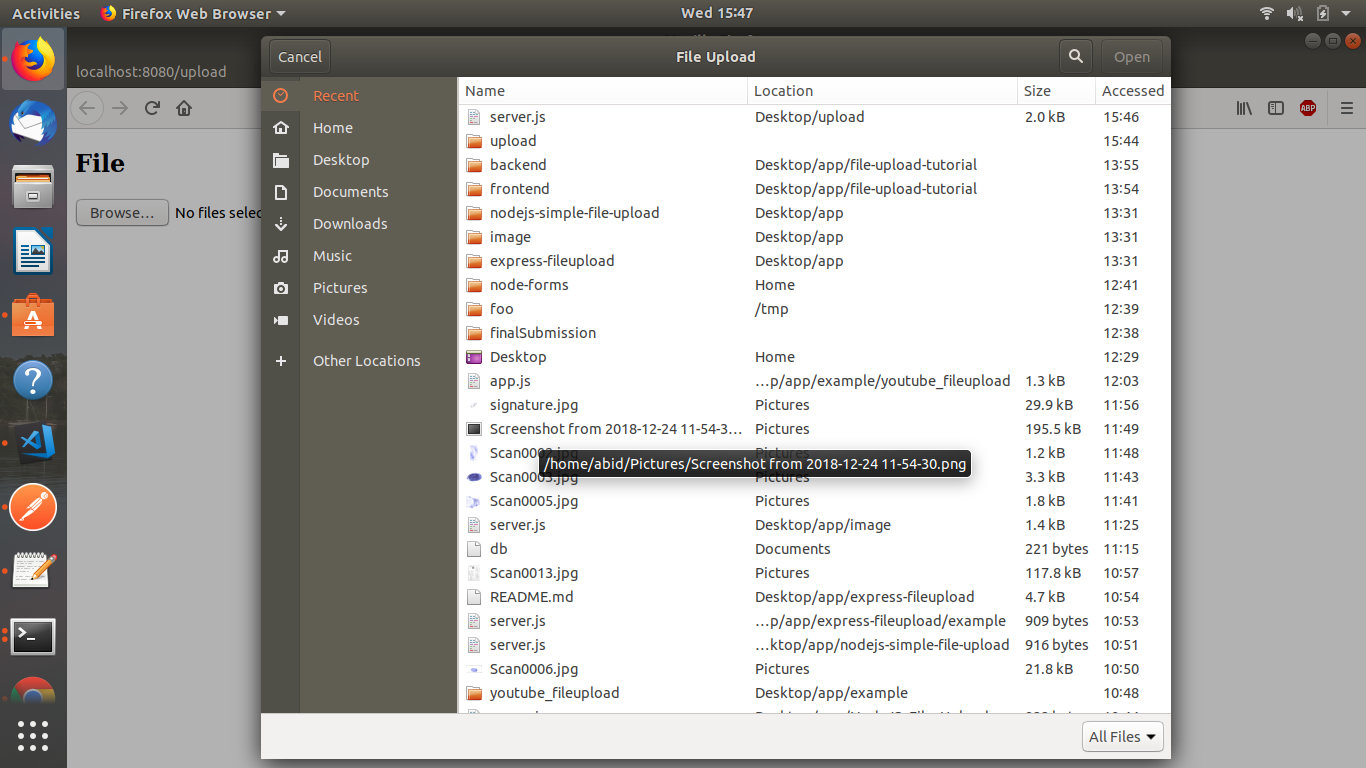 Activities Firefox Web Browser Wed 15:47
Cancel File Upload Open
localhost:8080/upload
Name Location Size Accessed
Recent
Home
Desktop
Documents
Downloads
Music
Pictures
Videos
Other Locations
File
Browse... No files selec
server.js Desktop/upload 2.0 kB 15:46
upload 15:44
backend Desktop/app/file-upload-tutorial 13:55
frontend Desktop/app/file-upload-tutorial 13:54
nodejs-simple-file-upload Desktop/app 13:31
image Desktop/app 13:31
express-fileupload Desktop/app 13:31
node-forms Home 12:41
foo /tmp 12:39
finalSubmission 12:38
Desktop Home 12:29
app.js …p/app/example/youtube_fileupload 1.3 kB 12:03
signature.jpg Pictures 29.9 kB 11:56
Screenshot from 2018-12-24 11-54-3… Pictures 195.5 kB 11:49
Scan0002.jpg Pictures 1.2 kB 11:48
/home/abid/Pictures/Screenshot from 2018-12-24 11-54-30.png
Scan0003.jpg Pictures 3.3 kB 11:43
Scan0005.jpg Pictures 1.8 kB 11:41
server.js Desktop/app/image 1.4 kB 11:25
db Documents 221 bytes 11:15
Scan0013.jpg Pictures 117.8 kB 10:57
README.md Desktop/app/express-fileupload 4.7 kB 10:54
server.js …p/app/express-fileupload/example 909 bytes 10:53
server.js …ktop/app/nodejs-simple-file-upload 916 bytes 10:51
Scan0006.jpg Pictures 21.8 kB 10:50
youtube_fileupload Desktop/app/example 10:48
All Files
ABP